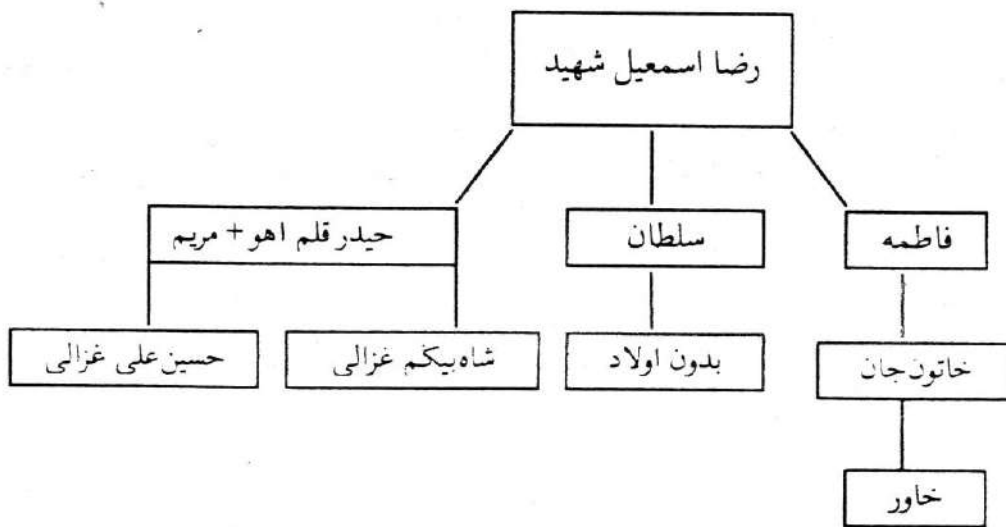 رضا اسمعیل شهید
فاطمه
سلطان
حیدر قلم اهو + مریم
خاتون‌جان
بدون اولاد
شاه‌بیکم غزالی
حسین‌علی غزالی
خاور